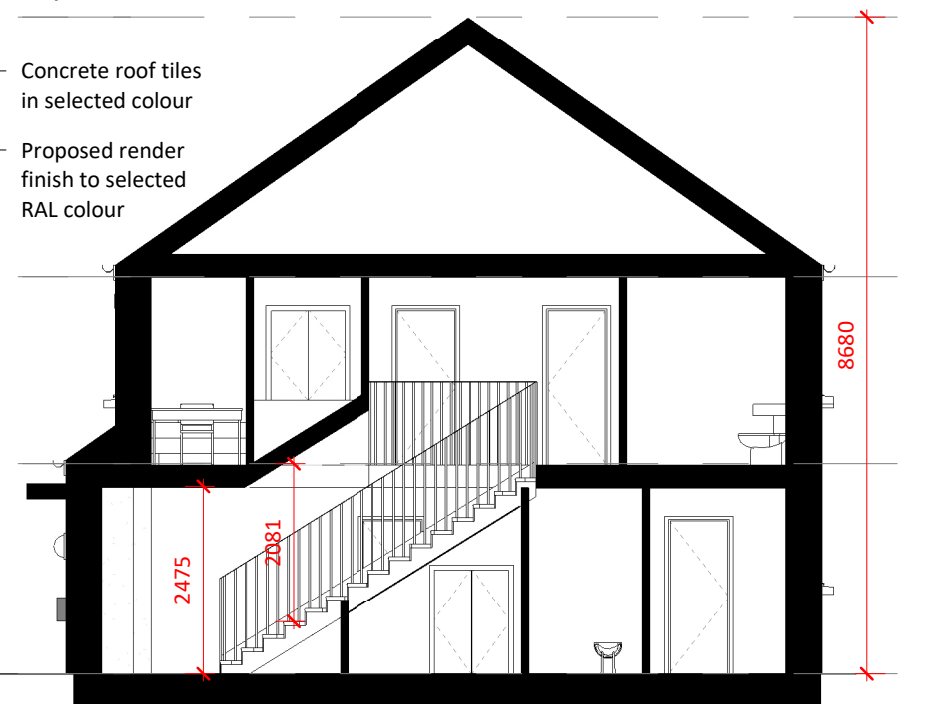 Concrete roof tiles
in selected colour
Proposed render
finish to selected
RAL colour
8680
2081
2475